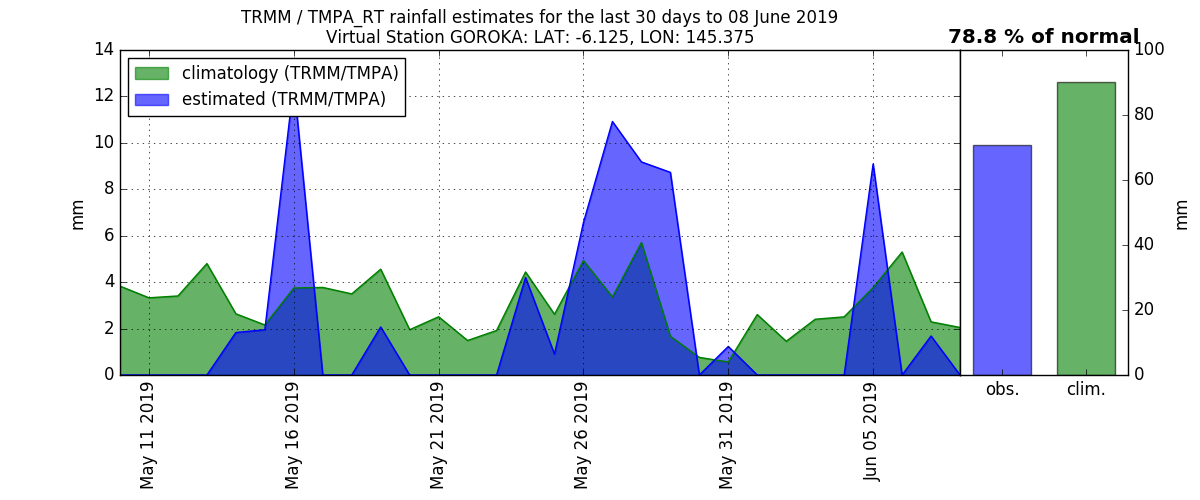 TRMM / TMPA_RT rainfall estimates for the last 30 days to 08 June 2019
Virtual Station GOROKA: LAT: -6.125, LON: 145.375
78.8 % of normal
climatology (TRMM/TMPA)
estimated (TRMM/TMPA)
14
12
10
8
6
4
2
0
mm
May 11 2019
May 16 2019
May 21 2019
May 26 2019
May 31 2019
Jun 05 2019
obs.
clim.
100
80
60
40
20
0
mm